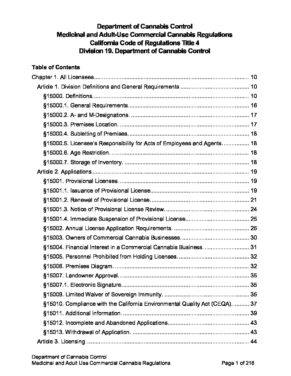 Department of Cannabis Control
Medicinal and Adult-Use Commercial Cannabis Regulations
California Code of Regulations Title 4
Division 19. Department of Cannabis Control
Table of Contents
Chapter 1. All Licensees ... 10
Article 1. Division Definitions and General Requirements ... 10
§15000. Definitions ... 10
§15000.1. General Requirements ... 16
§15000.2. A- and M-Designations. ... 17
§15000.3. Premises Location. ... 17
§15000.4. Subletting of Premises. ... 18
§15000.5. Licensee's Responsibility for Acts of Employees and Agents. ... 18
§15000.6. Age Restriction. ... 18
§15000.7. Storage of Inventory. ... 18
Article 2. Applications ... 19
§15001. Provisional Licenses. ... 19
§15001.1. Issuance of Provisional License. ... 19
§15001.2. Renewal of Provisional License. ... 21
§15001.3. Notice of Provisional License Review. ... 24
§15001.4. Immediate Suspension of Provisional License. ... 25
§15002. Annual License Application Requirements. ... 26
§15003. Owners of Commercial Cannabis Businesses. ... 30
§15004. Financial Interest in a Commercial Cannabis Business ... 31
§15005. Personnel Prohibited from Holding Licenses. ... 32
§15006. Premises Diagram. ... 32
§15007. Landowner Approval. ... 35
§15007.1. Electronic Signature. ... 35
§15009. Limited Waiver of Sovereign Immunity. ... 35
§15010. Compliance with the California Environmental Quality Act (CEQA). ... 37
§15011. Additional Information. ... 39
§15012. Incomplete and Abandoned Applications. ... 43
§15013. Withdrawal of Application. ... 43
Article 3. Licensing ... 44
Department of Cannabis Control
Medicinal and Adult Use Commercial Cannabis Regulations Page 1 of 216